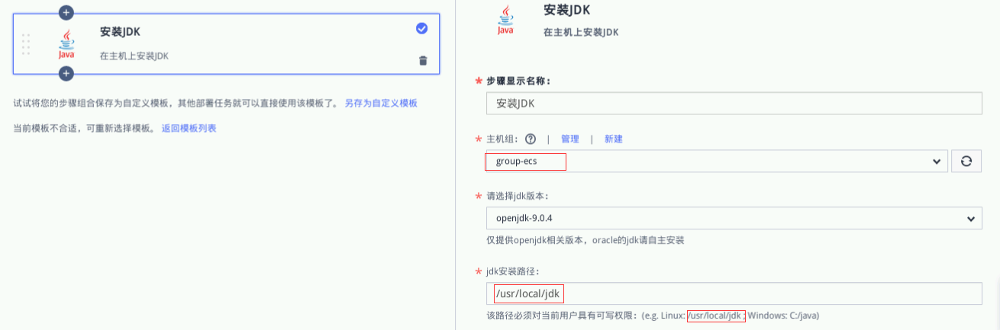 安装JDK
在主机上安装JDK
Java
试试将您的步骤组合保存为自定义模板，其他部署任务就可以直接使用该模板了。 另存为自定义模板
当前模板不合适，可重新选择模板。 返回模板列表
安装JDK
在主机上安装JDK
Java
* 步骤显示名称：
安装JDK
* 主机组： ? | 管理 | 新建
group-ecs
* 请选择jdk版本：
openjdk-9.0.4
仅提供openjdk相关版本，oracle的jdk请自主安装
* jdk安装路径：
/usr/local/jdk
该路径必须对当前用户具有可写权限：(e.g. Linux: /usr/local/jdk ; Windows: C:/java)